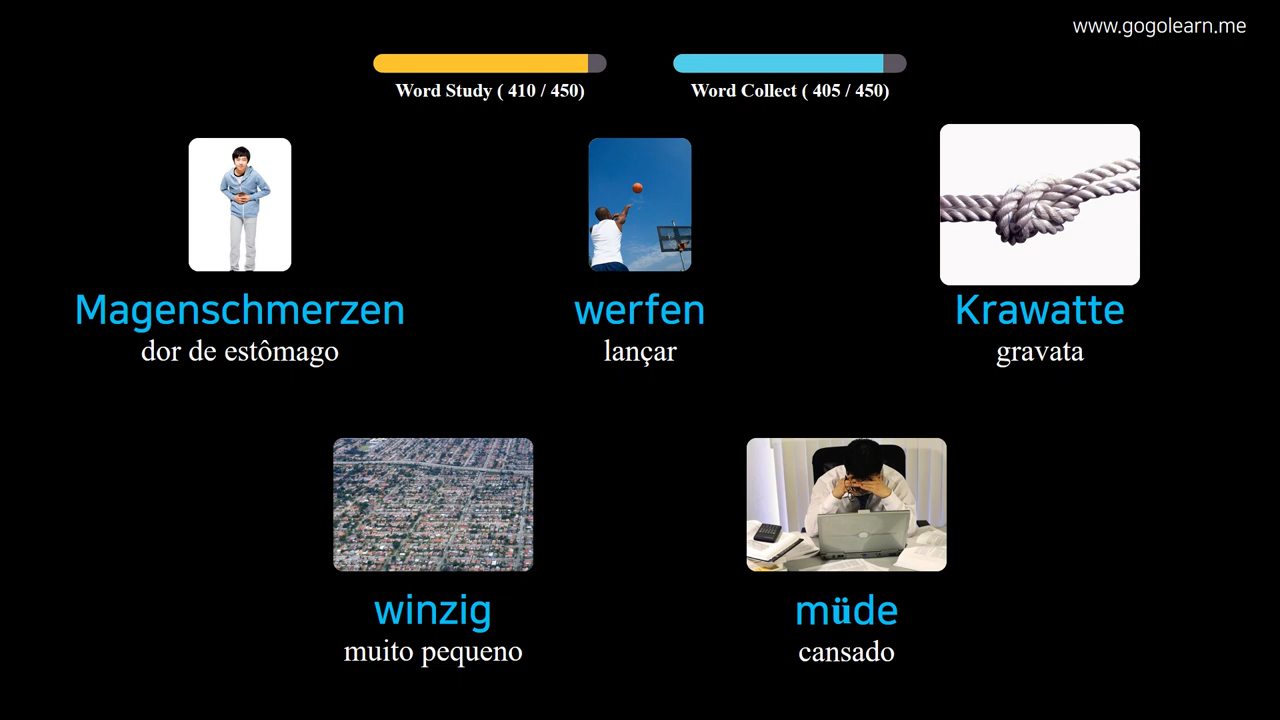 www.gogolearn.me
Word Study ( 410 / 450)
Word Collect ( 405 / 450)
Magenschmerzen
dor de estômago
werfen
lançar
Krawatte
gravata
winzig
muito pequeno
müde
cansado